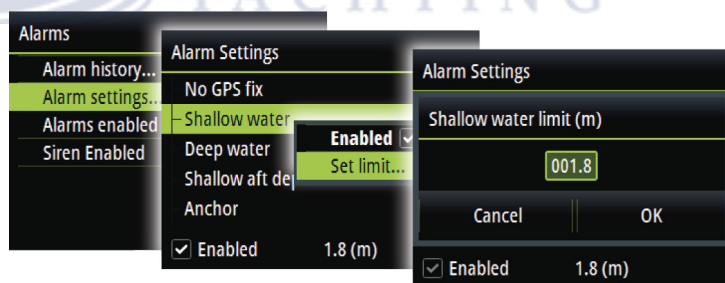 YACHTING
Alarms
Alarm history...
Alarm settings..
Alarms enabled
Siren Enabled
Alarm Settings
No GPS fix
Shallow water
Deep water
Shallow aft de
Anchor
Enabled 1.8 (m)
Enabled
Set limit...
Alarm Settings
Shallow water limit (m)
001.8
Cancel OK
Enabled 1.8 (m)